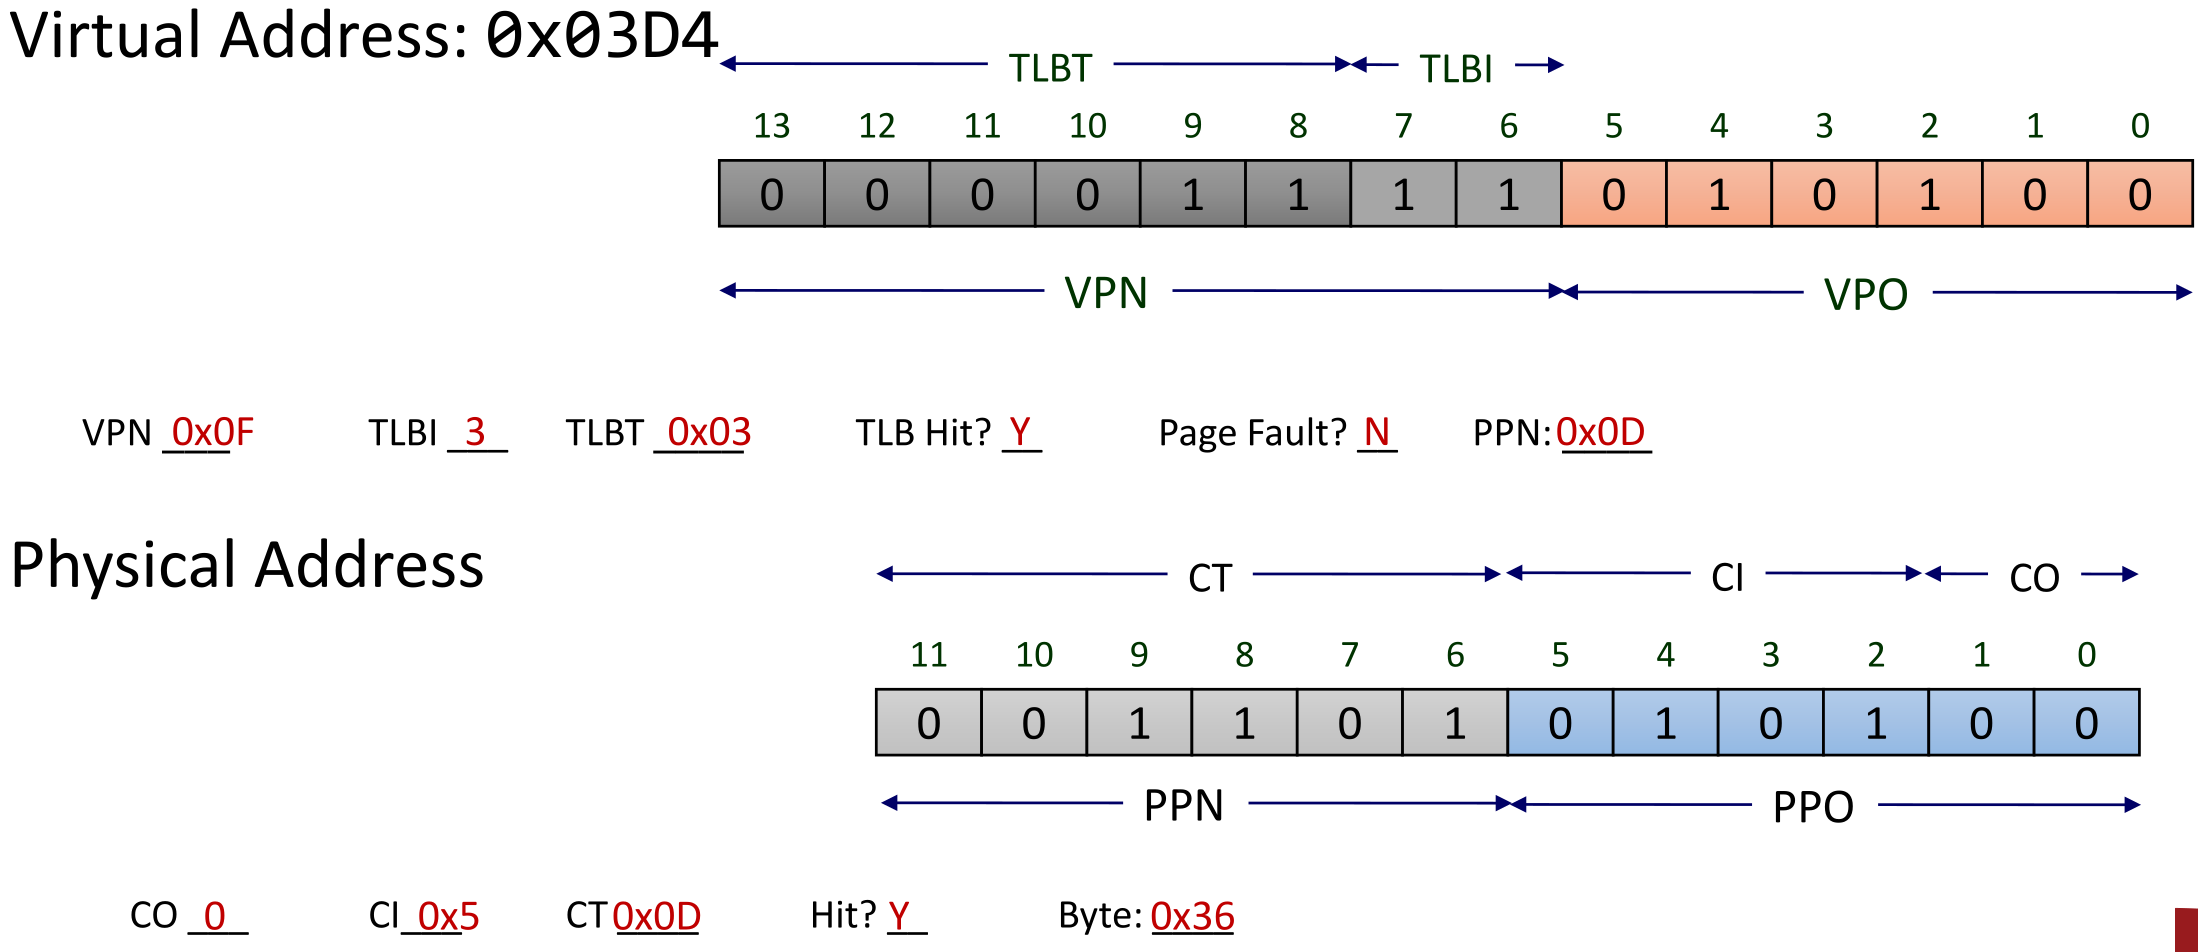 Virtual Address: 0x03D4
TLBT TLBI
13 12 11 10 9 8 7 6 5 4 3 2 1 0
0 0 0 0 1 1 1 1 0 1 0 1 0 0
VPN VPO
VPN 0x0F TLBI 3 TLBT 0x03 TLB Hit? Y Page Fault? N PPN: 0x0D
Physical Address
CT CI CO
11 10 9 8 7 6 5 4 3 2 1 0
0 0 1 1 0 1 0 1 0 1 0 0
PPN PPO
CO 0 CI 0x5 CT 0x0D Hit? Y Byte: 0x36